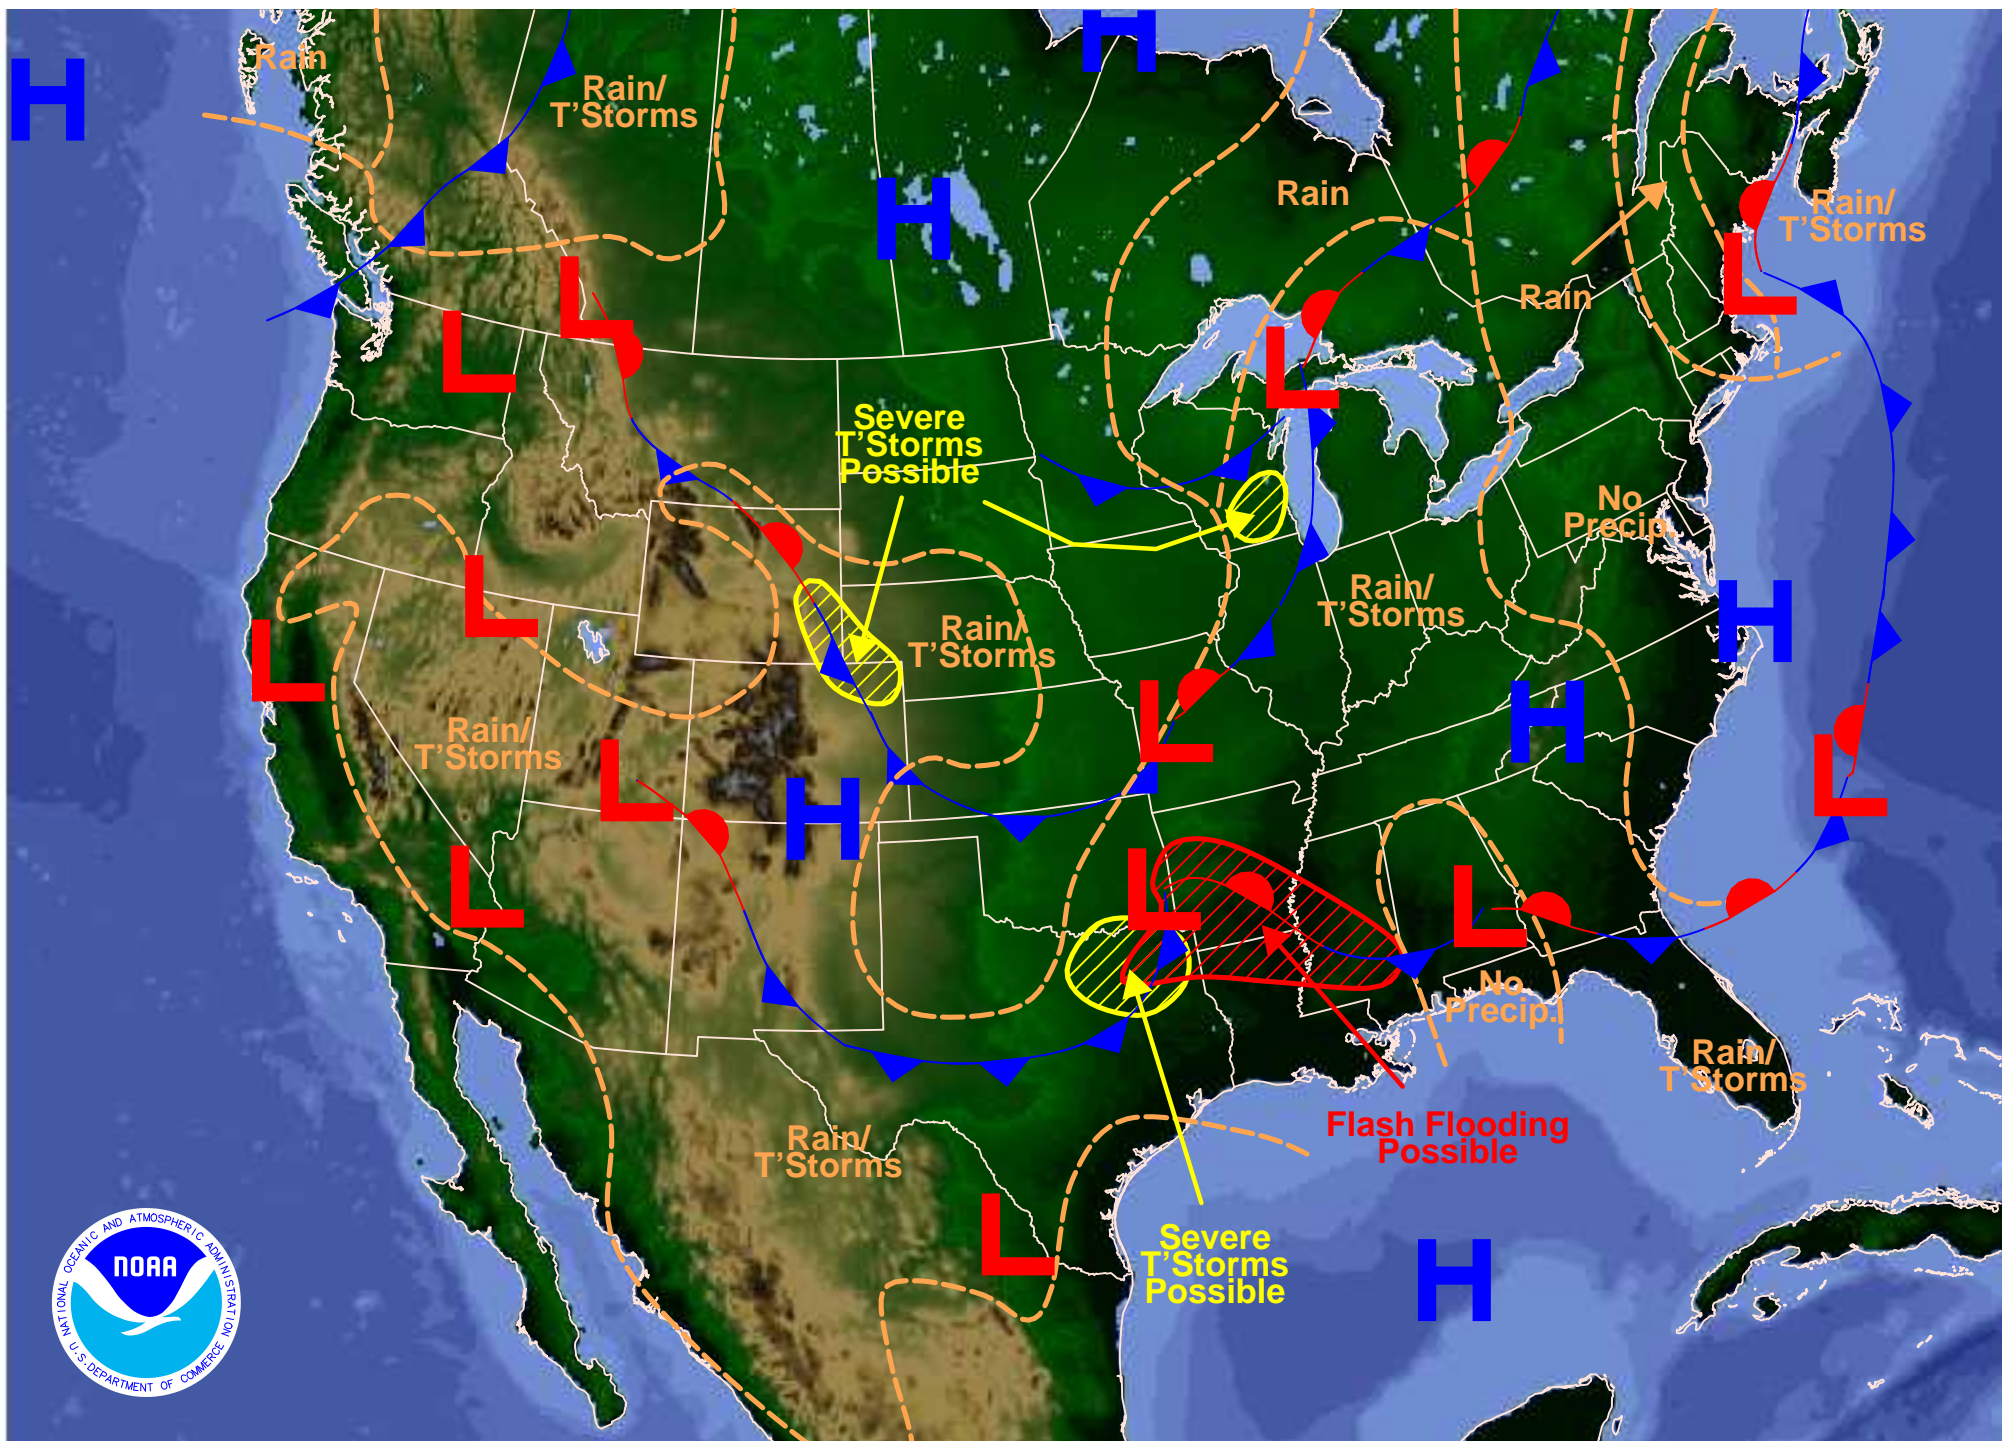 H
H
Rain
Rain/
T'Storms
H
Rain
Rain/
T'Storms
L
L
Rain
L
L
L
Severe
T'Storms
Possible
No
Precip.
L
Rain/
T'Storms
H
Rain/
T'Storms
L
Rain/
T'Storms
L
H
L
H
L
L
L
L
No
Precip.
Rain/
T'Storms
Flash Flooding
Possible
Rain/
T'Storms
L
Severe
T'Storms
Possible
H
NATIONAL OCEANIC AND ATMOSPHERIC ADMINISTRATION
NOAA
U.S. DEPARTMENT OF COMMERCE